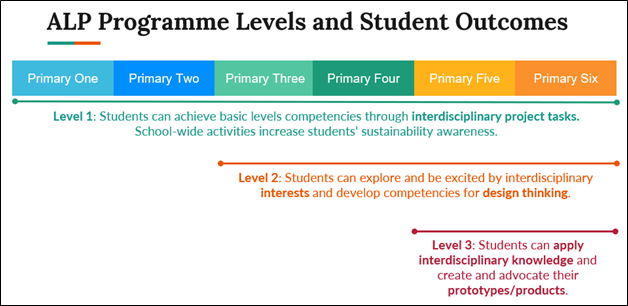 ALP Programme Levels and Student Outcomes
Primary One Primary Two Primary Three Primary Four Primary Five Primary Six
Level 1: Students can achieve basic levels competencies through interdisciplinary project tasks.
School-wide activities increase students' sustainability awareness.
Level 2: Students can explore and be excited by interdisciplinary
interests and develop competencies for design thinking.
Level 3: Students can apply
interdisciplinary knowledge and
create and advocate their
prototypes/products.